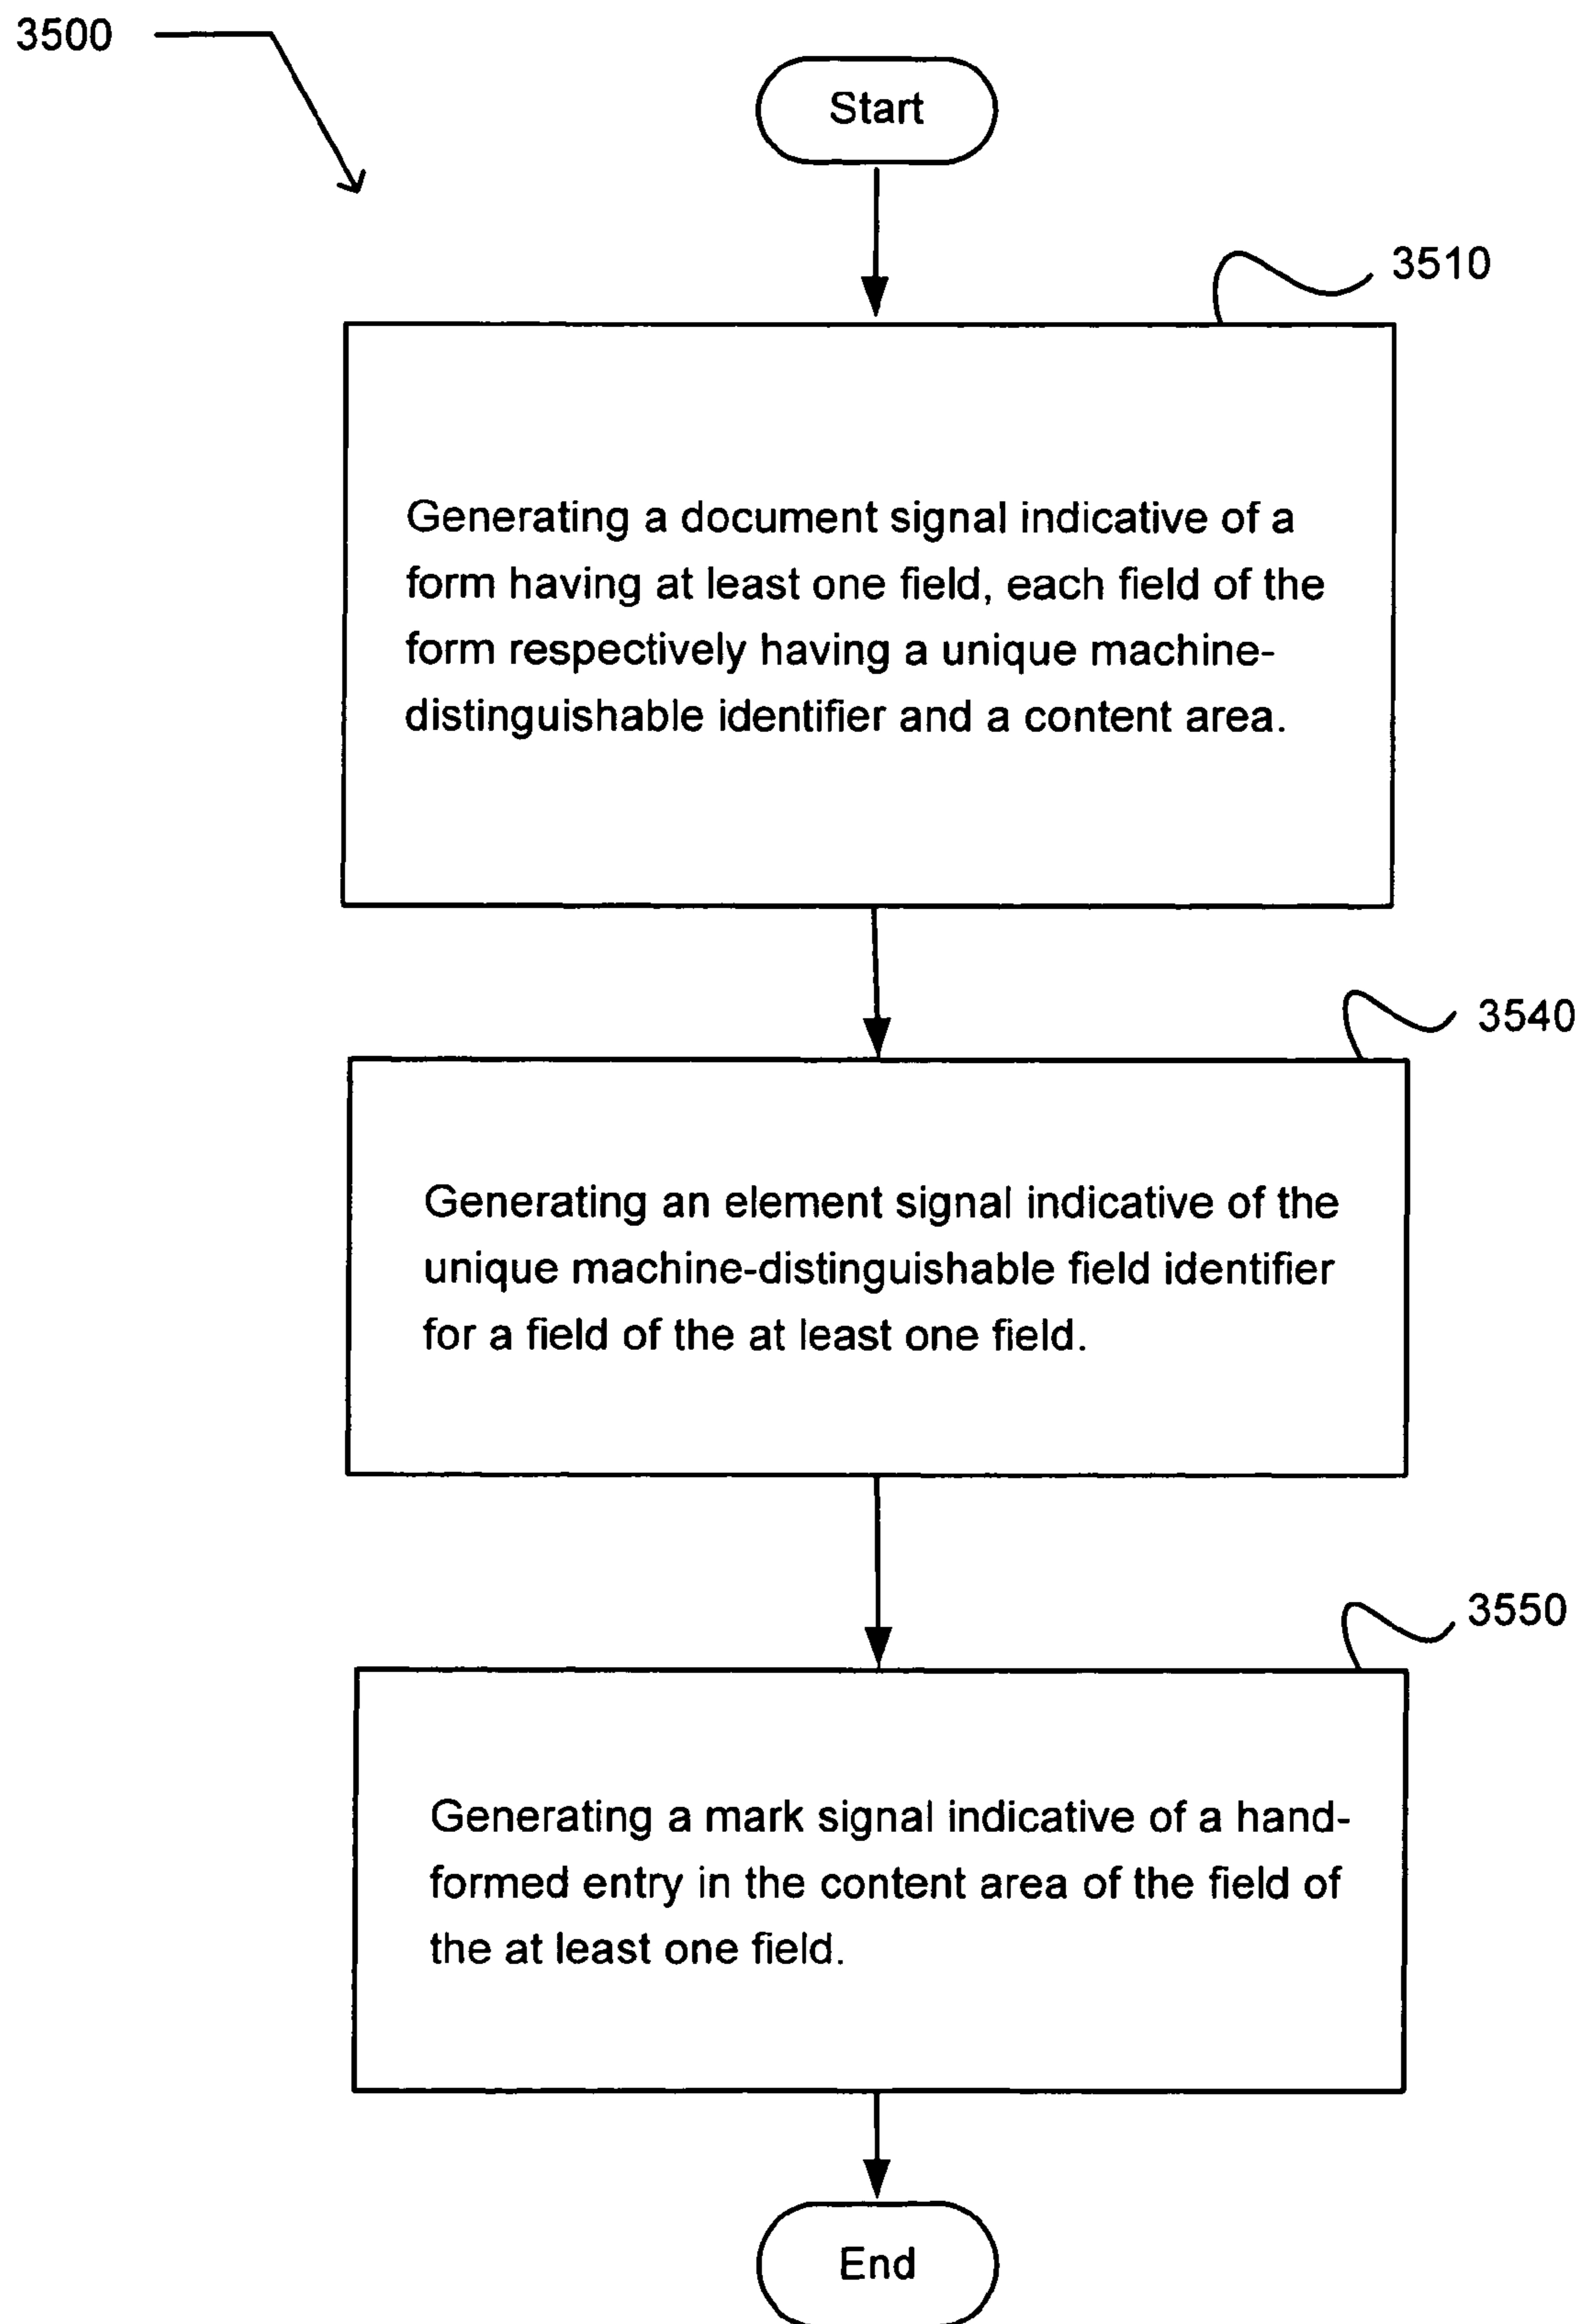 3500
Start
3510
Generating a document signal indicative of a
form having at least one field, each field of the
form respectively having a unique machine-
distinguishable identifier and a content area.
3540
Generating an element signal indicative of the
unique machine-distinguishable field identifier
for a field of the at least one field.
3550
Generating a mark signal indicative of a hand-
formed entry in the content area of the field of
the at least one field.
End